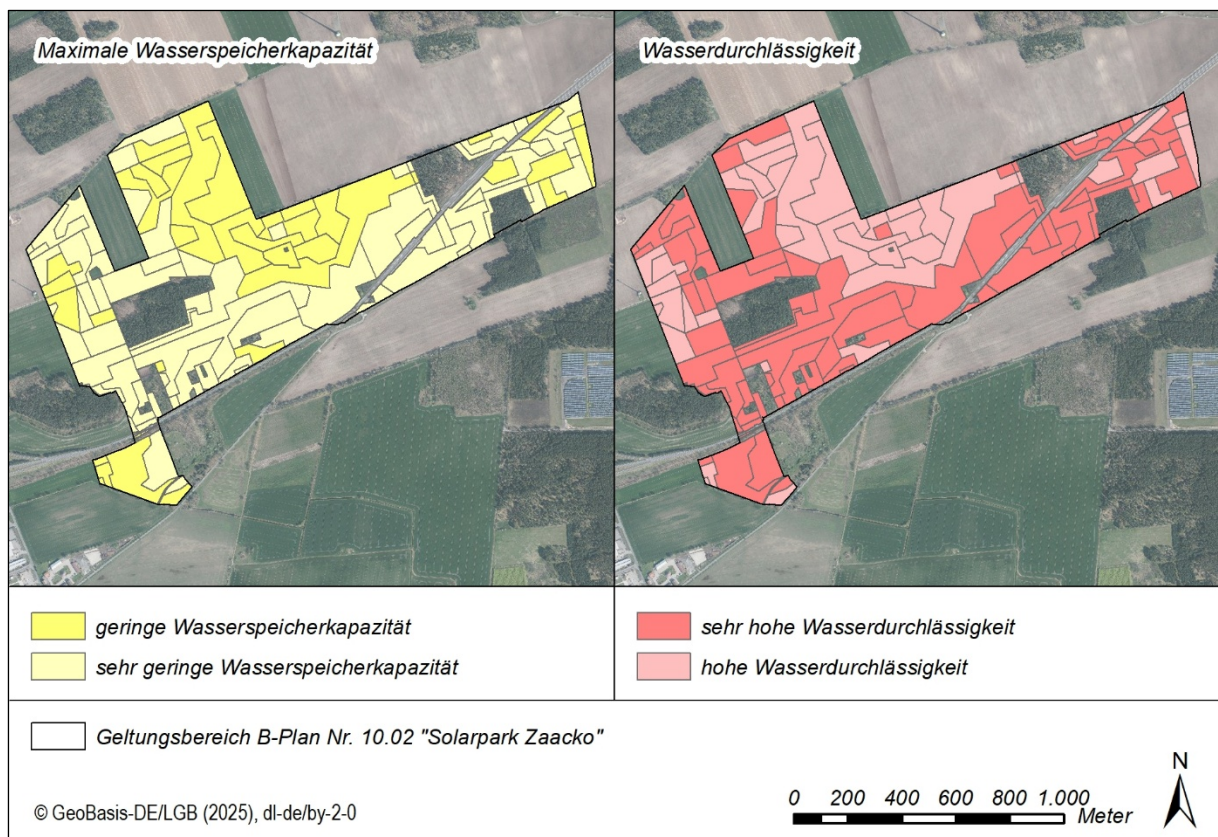 Maximale Wasserspeicherkapazität
Wasserdurchlässigkeit
geringe Wasserspeicherkapazität
sehr geringe Wasserspeicherkapazität
sehr hohe Wasserdurchlässigkeit
hohe Wasserdurchlässigkeit
Geltungsbereich B-Plan Nr. 10.02 "Solarpark Zaacko"
© GeoBasis-DE/LGB (2025), dl-de/by-2-0
0 200 400 600 800 1.000
Meter
N